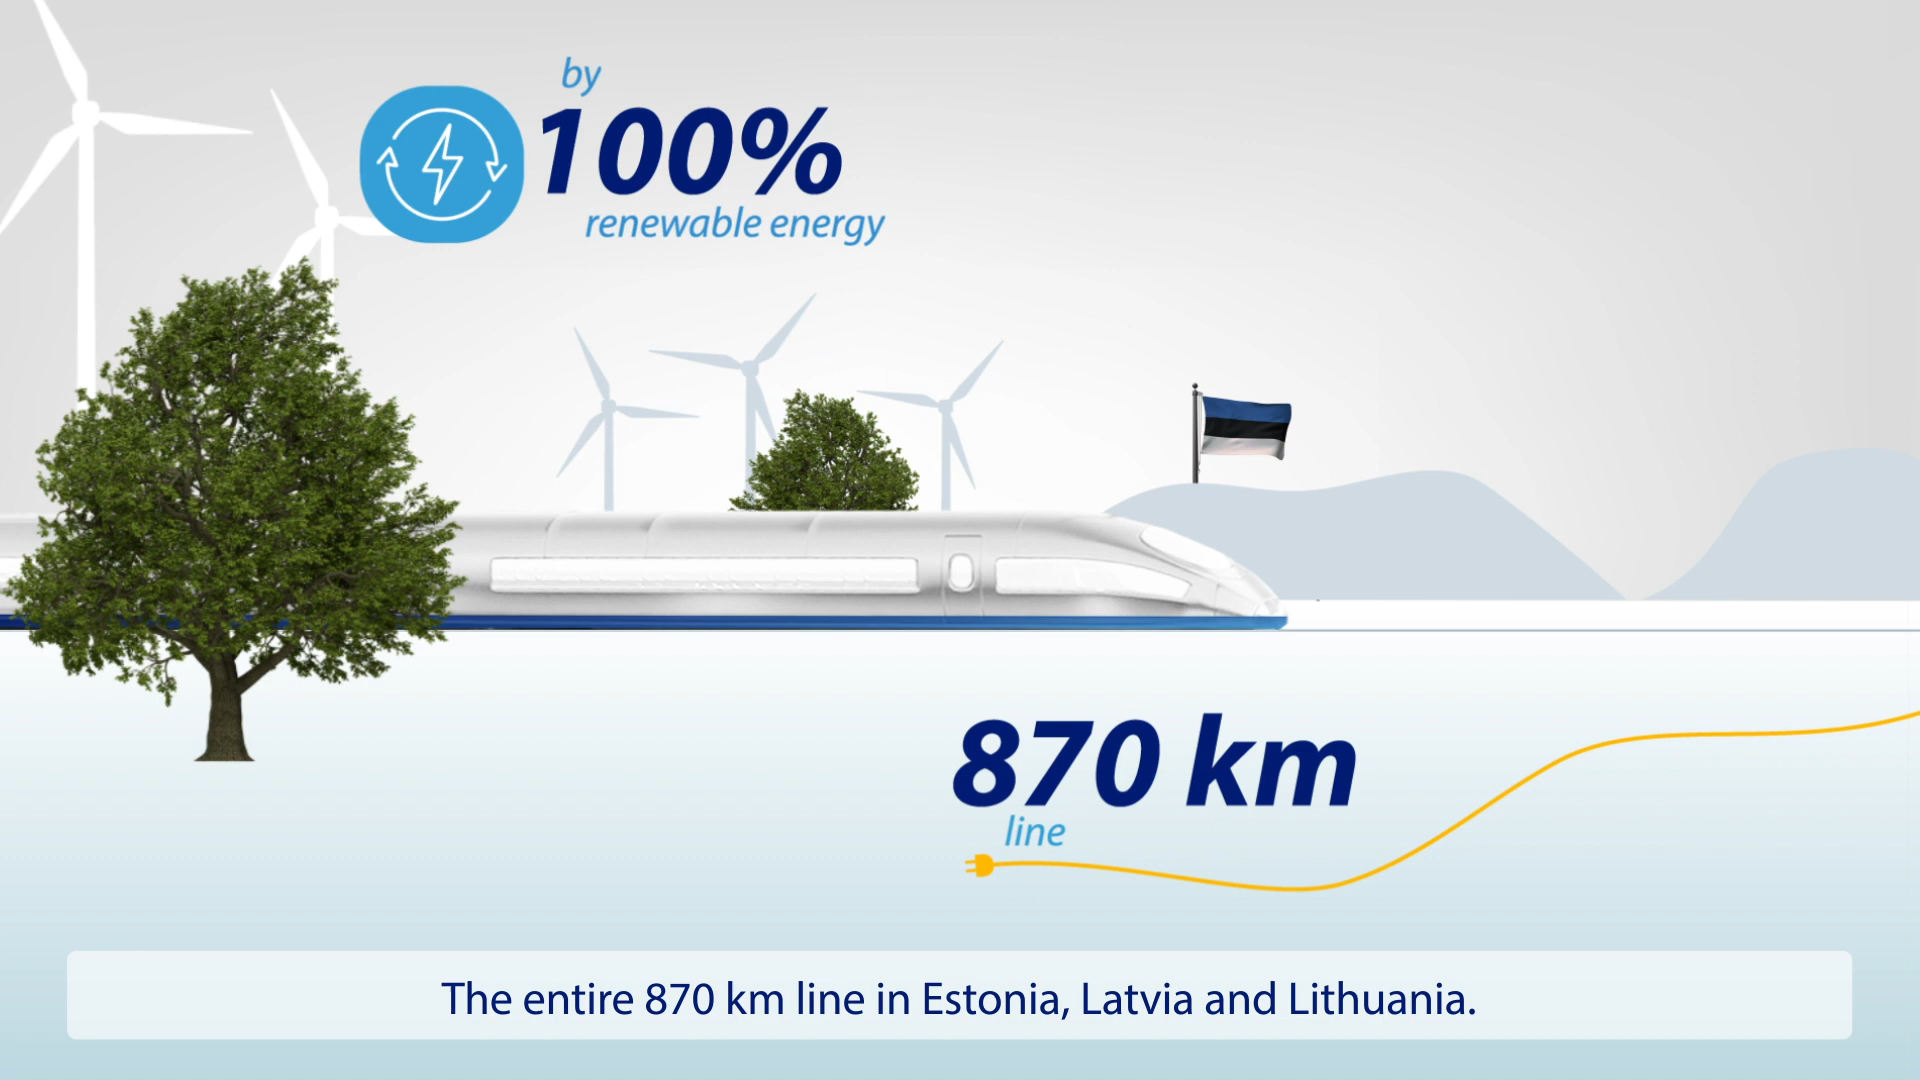 by
100%
renewable energy
870 km
line
The entire 870 km line in Estonia, Latvia and Lithuania.